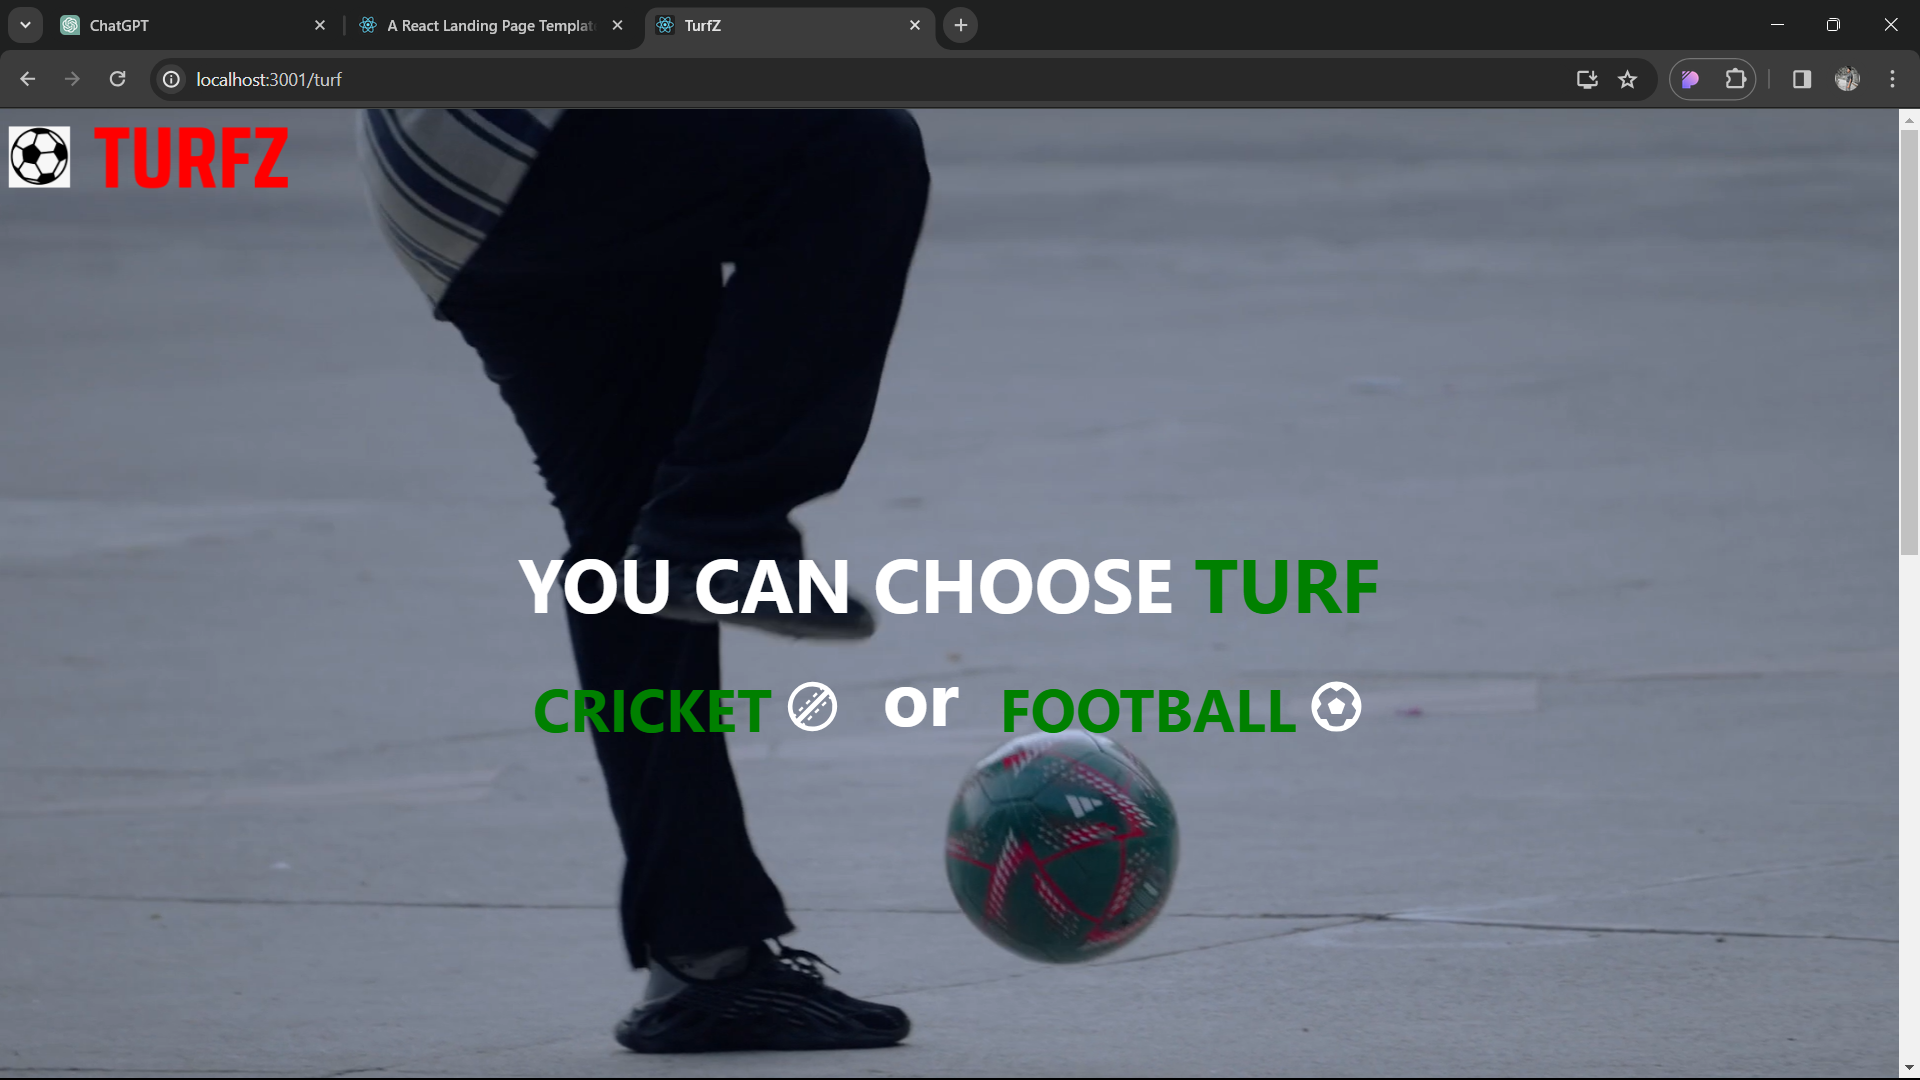 ChatGPT
A React Landing Page Templat
TurfZ
localhost:3001/turf
TURFZ
YOU CAN CHOOSE TURF
CRICKET or FOOTBALL